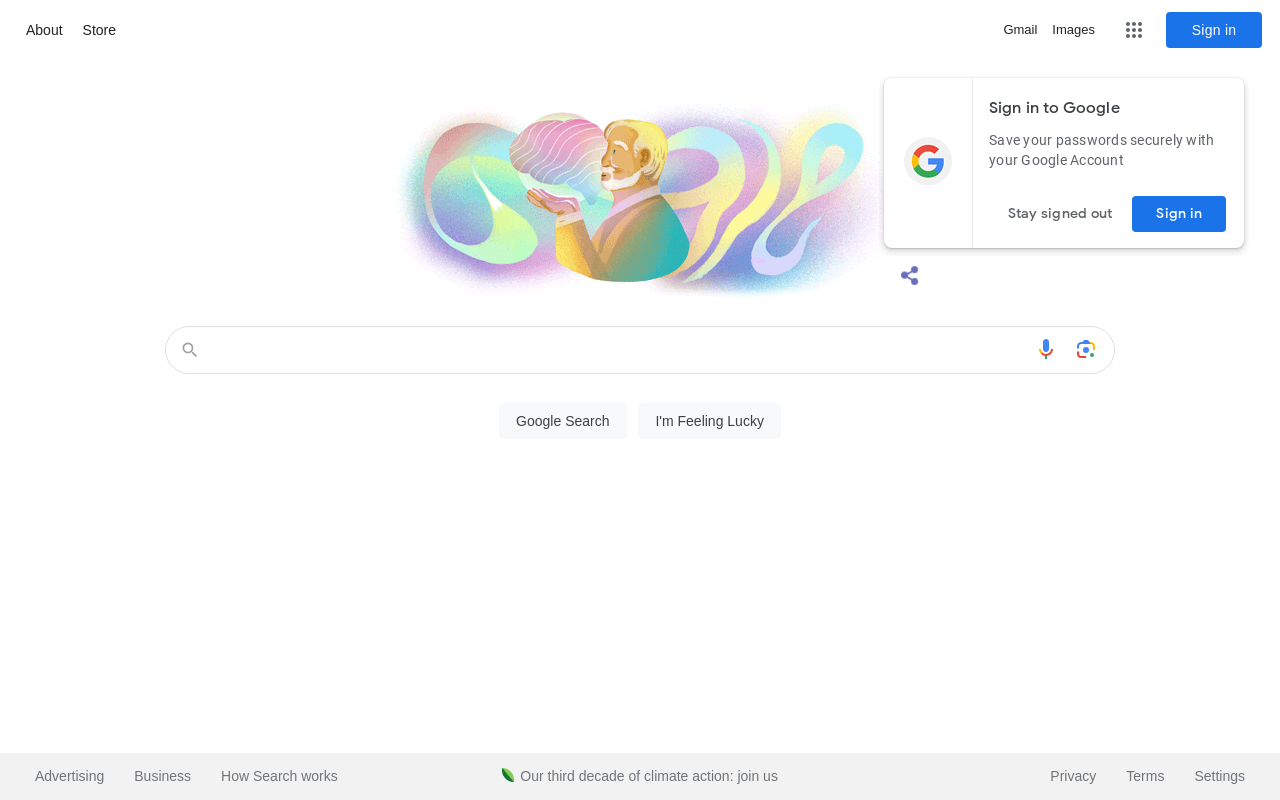 About Store
Gmail Images Sign in
Sign in to Google
Save your passwords securely with
your Google Account
Stay signed out Sign in
Google Search I'm Feeling Lucky
Advertising Business How Search works Our third decade of climate action: join us Privacy Terms Settings